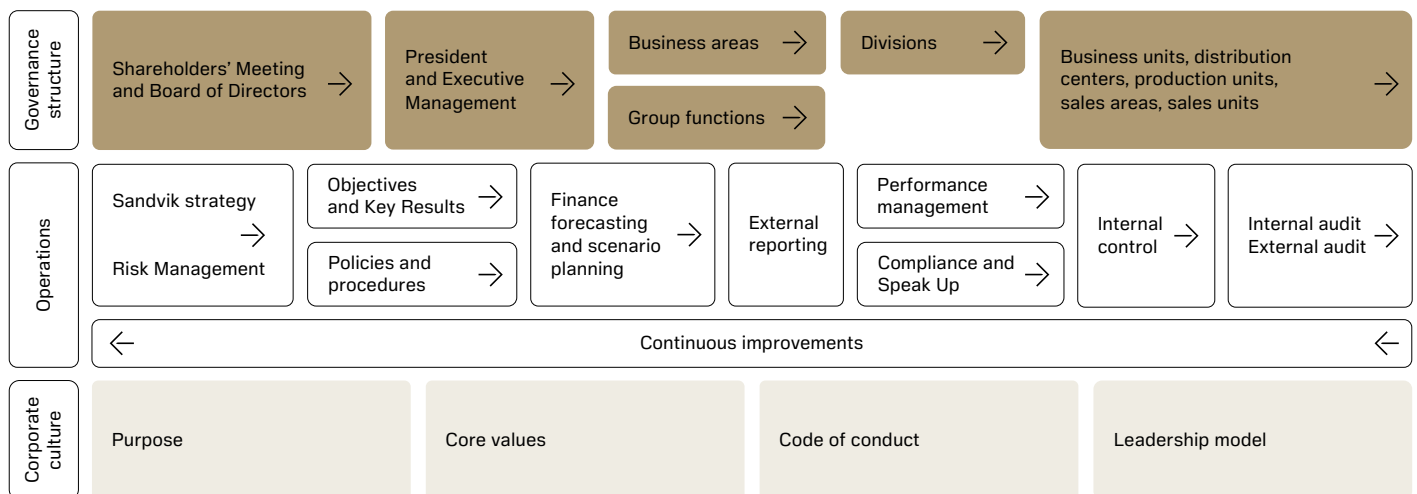 Governance
structure
Shareholders’ Meeting
and Board of Directors
President
and Executive
Management
Business areas
Group functions
Divisions
Business units, distribution
centers, production units,
sales areas, sales units
Operations
Sandvik strategy
Risk Management
Objectives
and Key Results
Policies and
procedures
Finance
forecasting
and scenario
planning
External
reporting
Performance
management
Compliance and
Speak Up
Internal
control
Internal audit
External audit
Continuous improvements
Corporate
culture
Purpose
Core values
Code of conduct
Leadership model